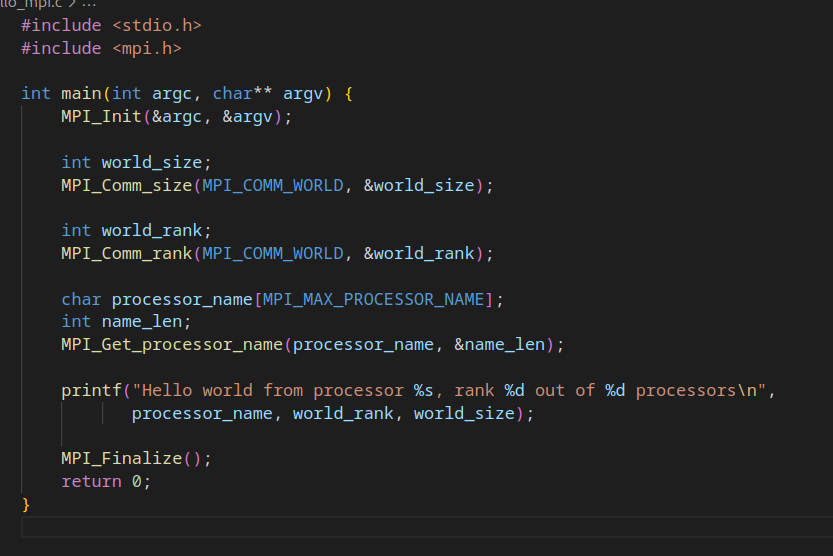 llo_mpi.c > ...
#include <stdio.h>
#include <mpi.h>
int main(int argc, char** argv) {
MPI_Init(&argc, &argv);
int world_size;
MPI_Comm_size(MPI_COMM_WORLD, &world_size);
int world_rank;
MPI_Comm_rank(MPI_COMM_WORLD, &world_rank);
char processor_name[MPI_MAX_PROCESSOR_NAME];
int name_len;
MPI_Get_processor_name(processor_name, &name_len);
printf("Hello world from processor %s, rank %d out of %d processors\n",
processor_name, world_rank, world_size);
MPI_Finalize();
return 0;
}